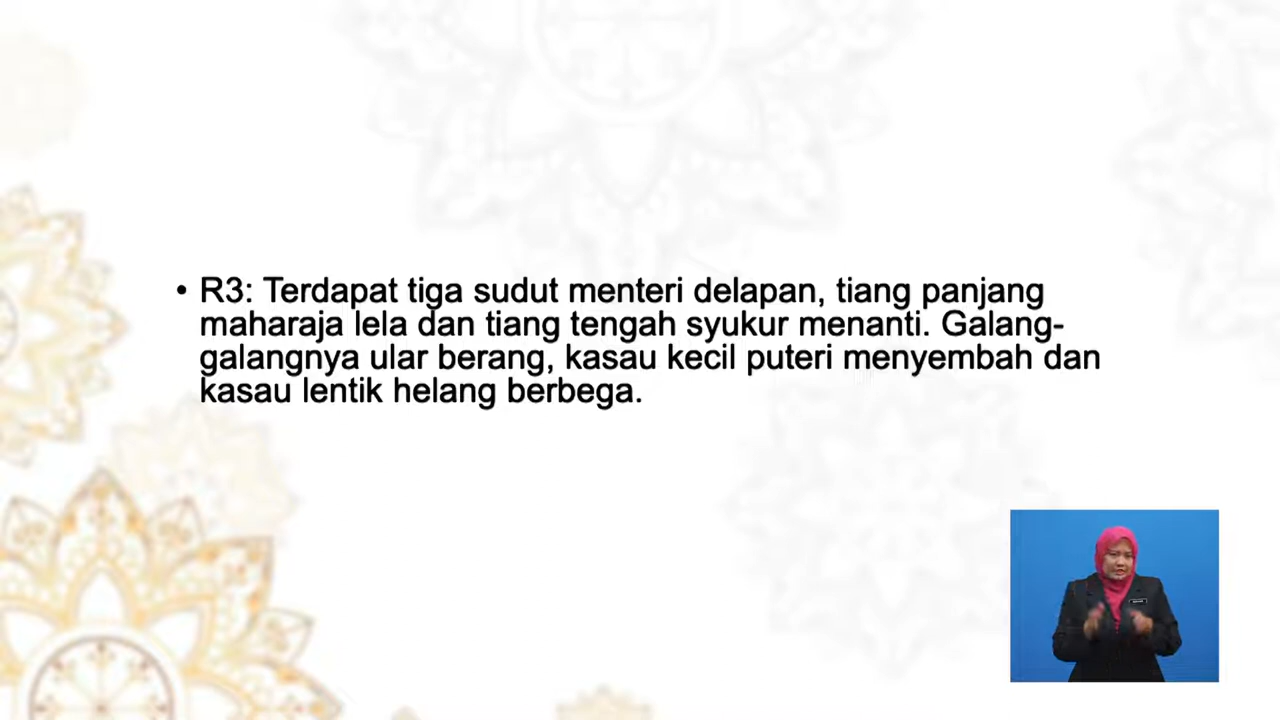 • R3: Terdapat tiga sudut menteri delapan, tiang panjang
maharaja lela dan tiang tengah syukur menanti. Galang-
galangnya ular berang, kasau kecil puteri menyembah dan
kasau lentik helang berbega.